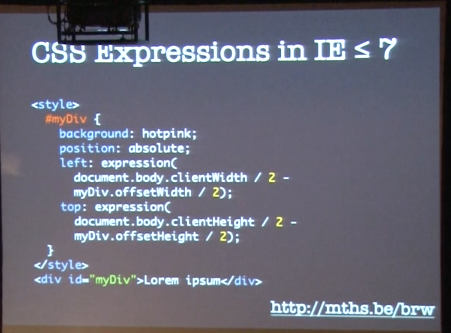 CSS Expressions in IE ≤ 7
<style>
#myDiv {
background: hotpink;
position: absolute;
left: expression(
document.body.clientWidth / 2 -
myDiv.offsetWidth / 2);
top: expression(
document.body.clientHeight / 2 -
myDiv.offsetHeight / 2);
}
</style>
<div id="myDiv">Lorem ipsum</div>
http://mths.be/brw